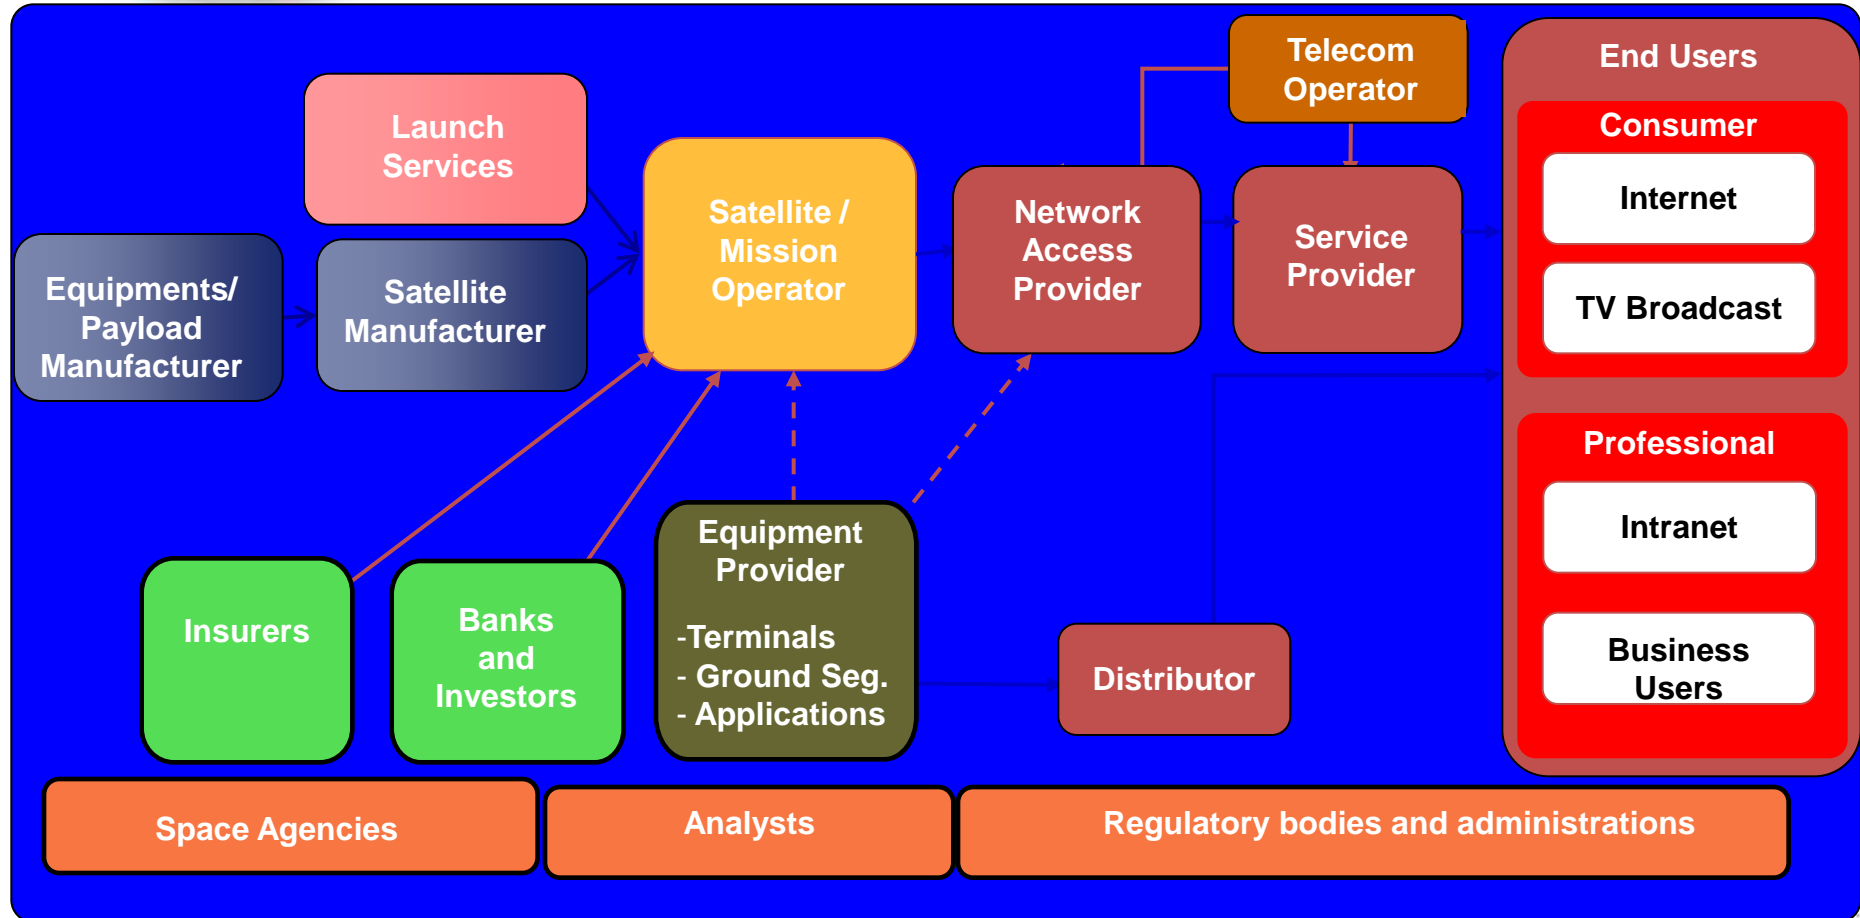 Telecom
Operator
End Users
Launch
Services
Consumer
Internet
Satellite /
Mission
Operator
Network
Access
Provider
Service
Provider
Equipments/
Payload
Manufacturer
Satellite
Manufacturer
TV Broadcast
Professional
Intranet
Equipment
Provider
-Terminals
- Ground Seg.
- Applications
Insurers
Banks
and
Investors
Distributor
Business
Users
Space Agencies
Analysts
Regulatory bodies and administrations